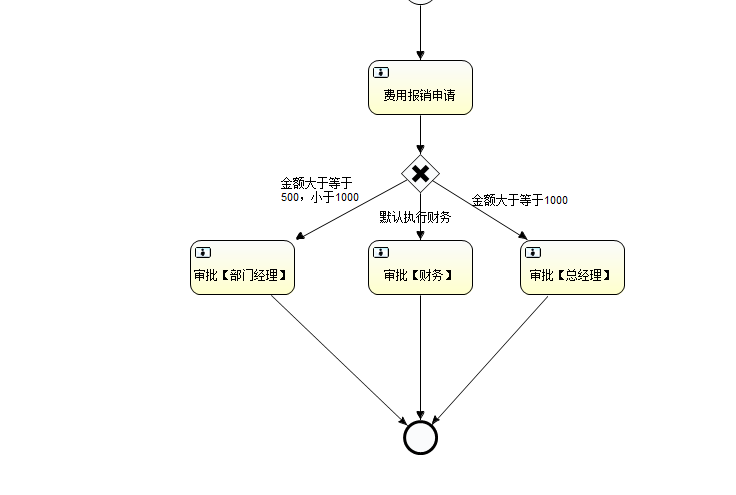 费用报销申请
金额大于等于
500，小于1000
金额大于等于1000
默认执行财务
审批【部门经理】
审批【财务】
审批【总经理】